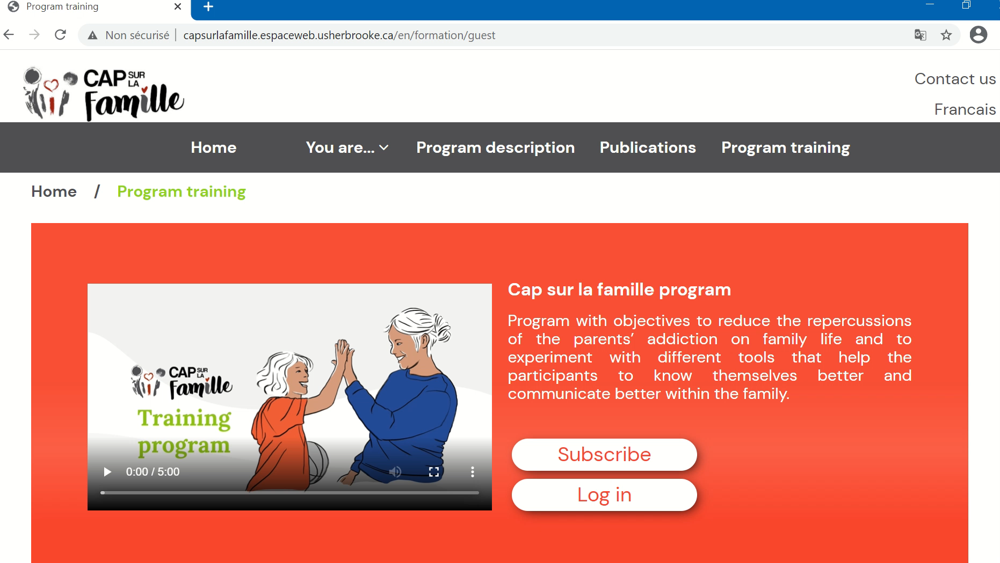 Program training
Non sécurisé
capsurlafamille.espaceweb.usherbrooke.ca/en/formation/guest
CAP SUR LA
Famille
Contact us
Francais
Home
You are...
Program description
Publications
Program training
Home / Program training
CAP SUR LA
Famille
Training
program
0:00 / 5:00
Cap sur la famille program
Program with objectives to reduce the repercussions
of the parents’ addiction on family life and to
experiment with different tools that help the
participants to know themselves better and
communicate better within the family.
Subscribe
Log in